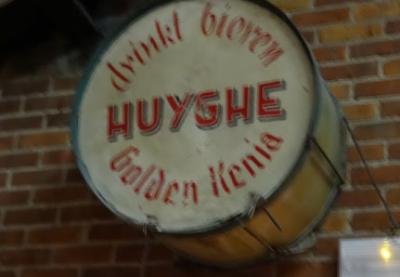 drinkt bieren
HUYGHE
Golden Kenia